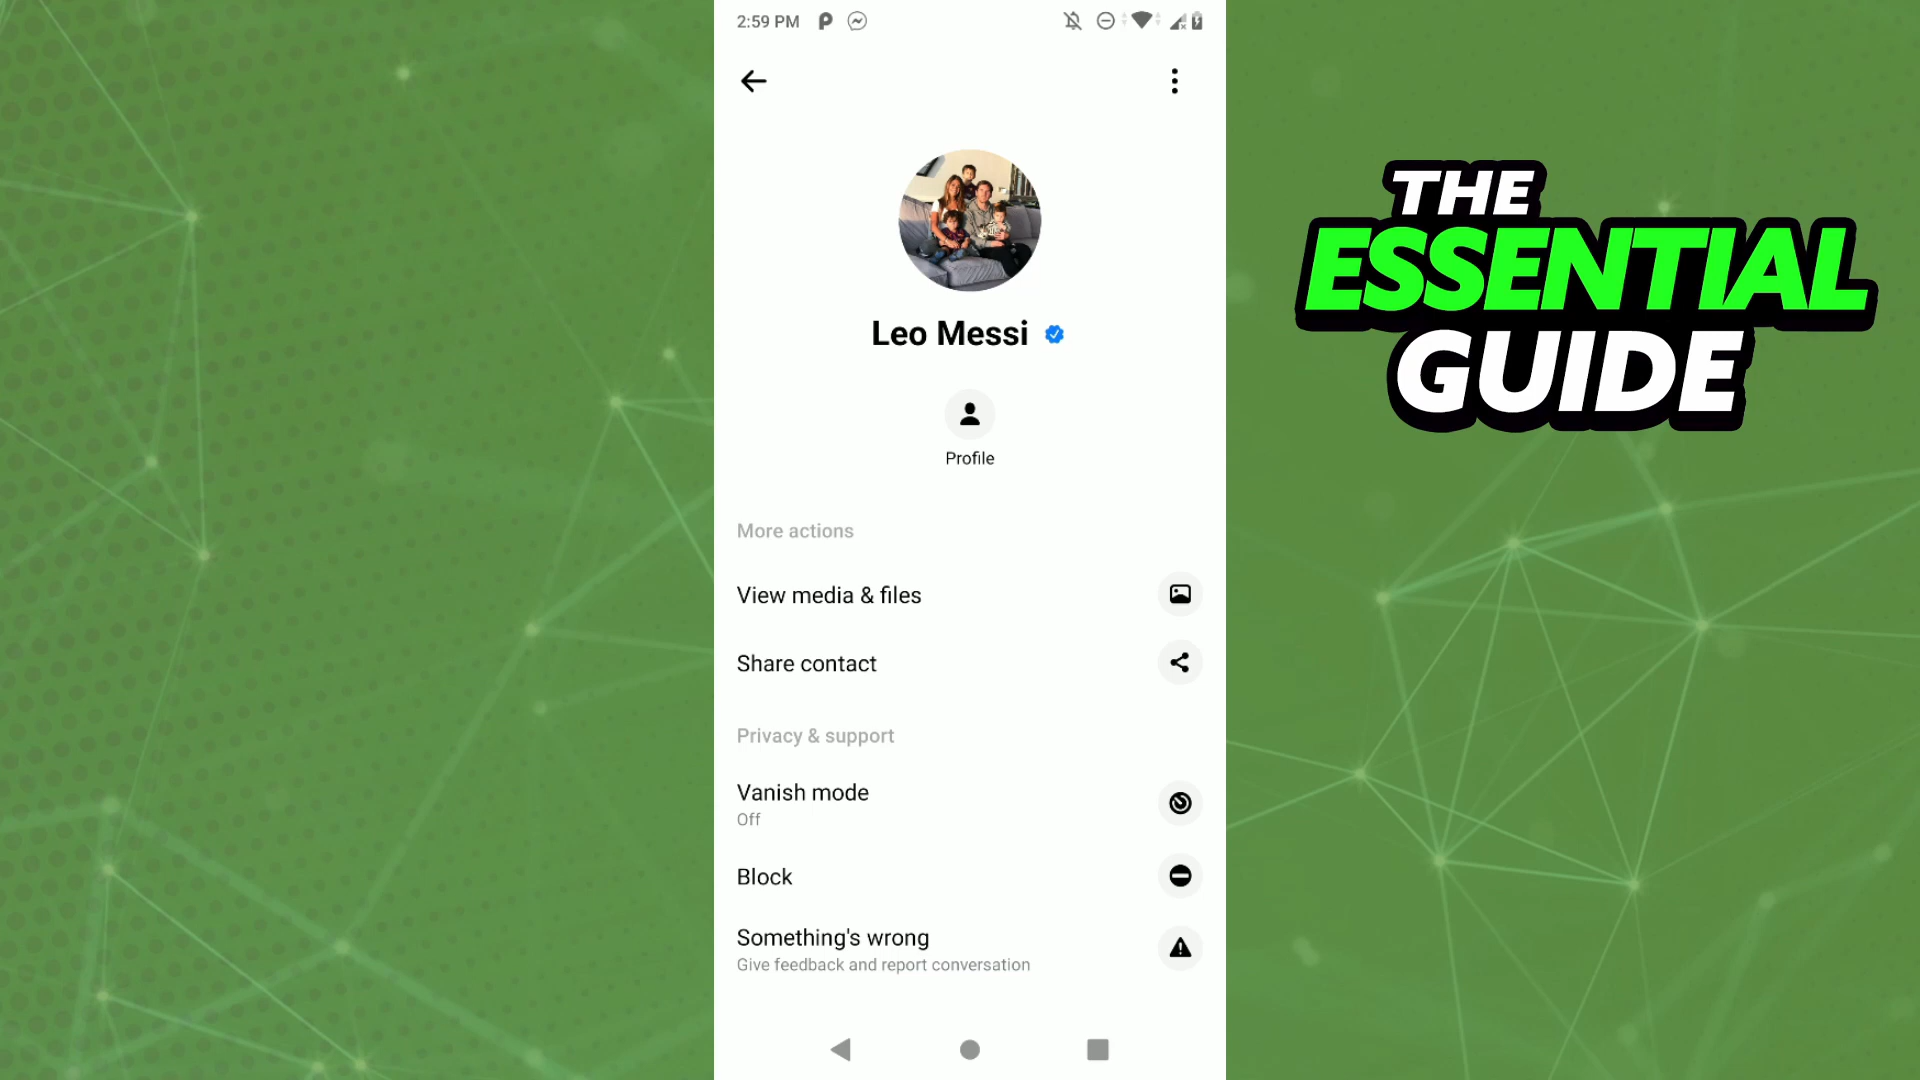 2:59 PM
Leo Messi
Profile
More actions
View media & files
Share contact
Privacy & support
Vanish mode
Off
Block
Something's wrong
Give feedback and report conversation
THE
ESSENTIAL
GUIDE